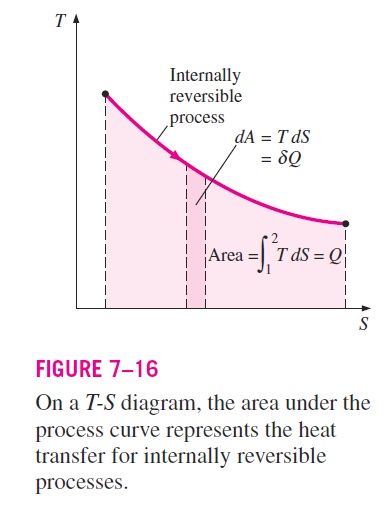 T
Internally
reversible
process
dA = T dS
= δQ
Area = ∫₁² T dS = Q
S
FIGURE 7–16
On a T-S diagram, the area under the
process curve represents the heat
transfer for internally reversible
processes.